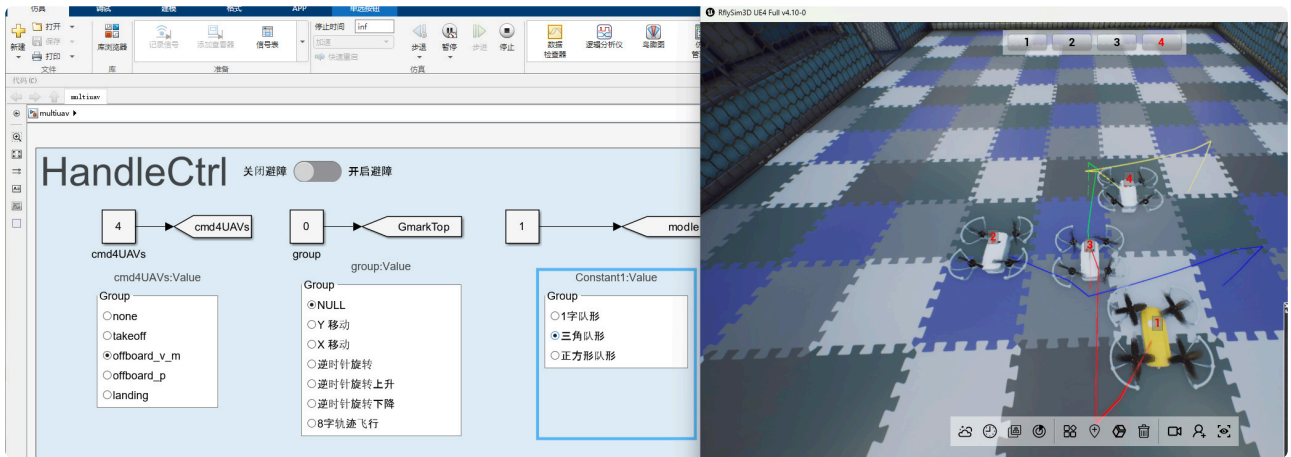 仿真 调试 建模 格式 APP 单选按钮
新建 打开 保存 打印
文件
库浏览器
库
记录信号 添加查看器 信号表
准备
停止时间 inf
加速
快速重启
步退 暂停 步进 停止
仿真
数据检查器 逻辑分析仪 鸟瞰图
multiuav
multiuav
HandleCtrl 关闭避障 开启避障
4 cmd4UAVs 0 GmarkTop 1 modle
cmd4UAVs group
cmd4UAVs:Value group:Value Constant1:Value
Group
none
takeoff
offboard_v_m
offboard_p
landing
Group
NULL
Y 移动
X 移动
逆时针旋转
逆时针旋转上升
逆时针旋转下降
8字轨迹飞行
Group
1字队形
三角队形
正方形队形
RflySim3D UE4 Full v4.10-0
1 2 3 4
4
2 3
1